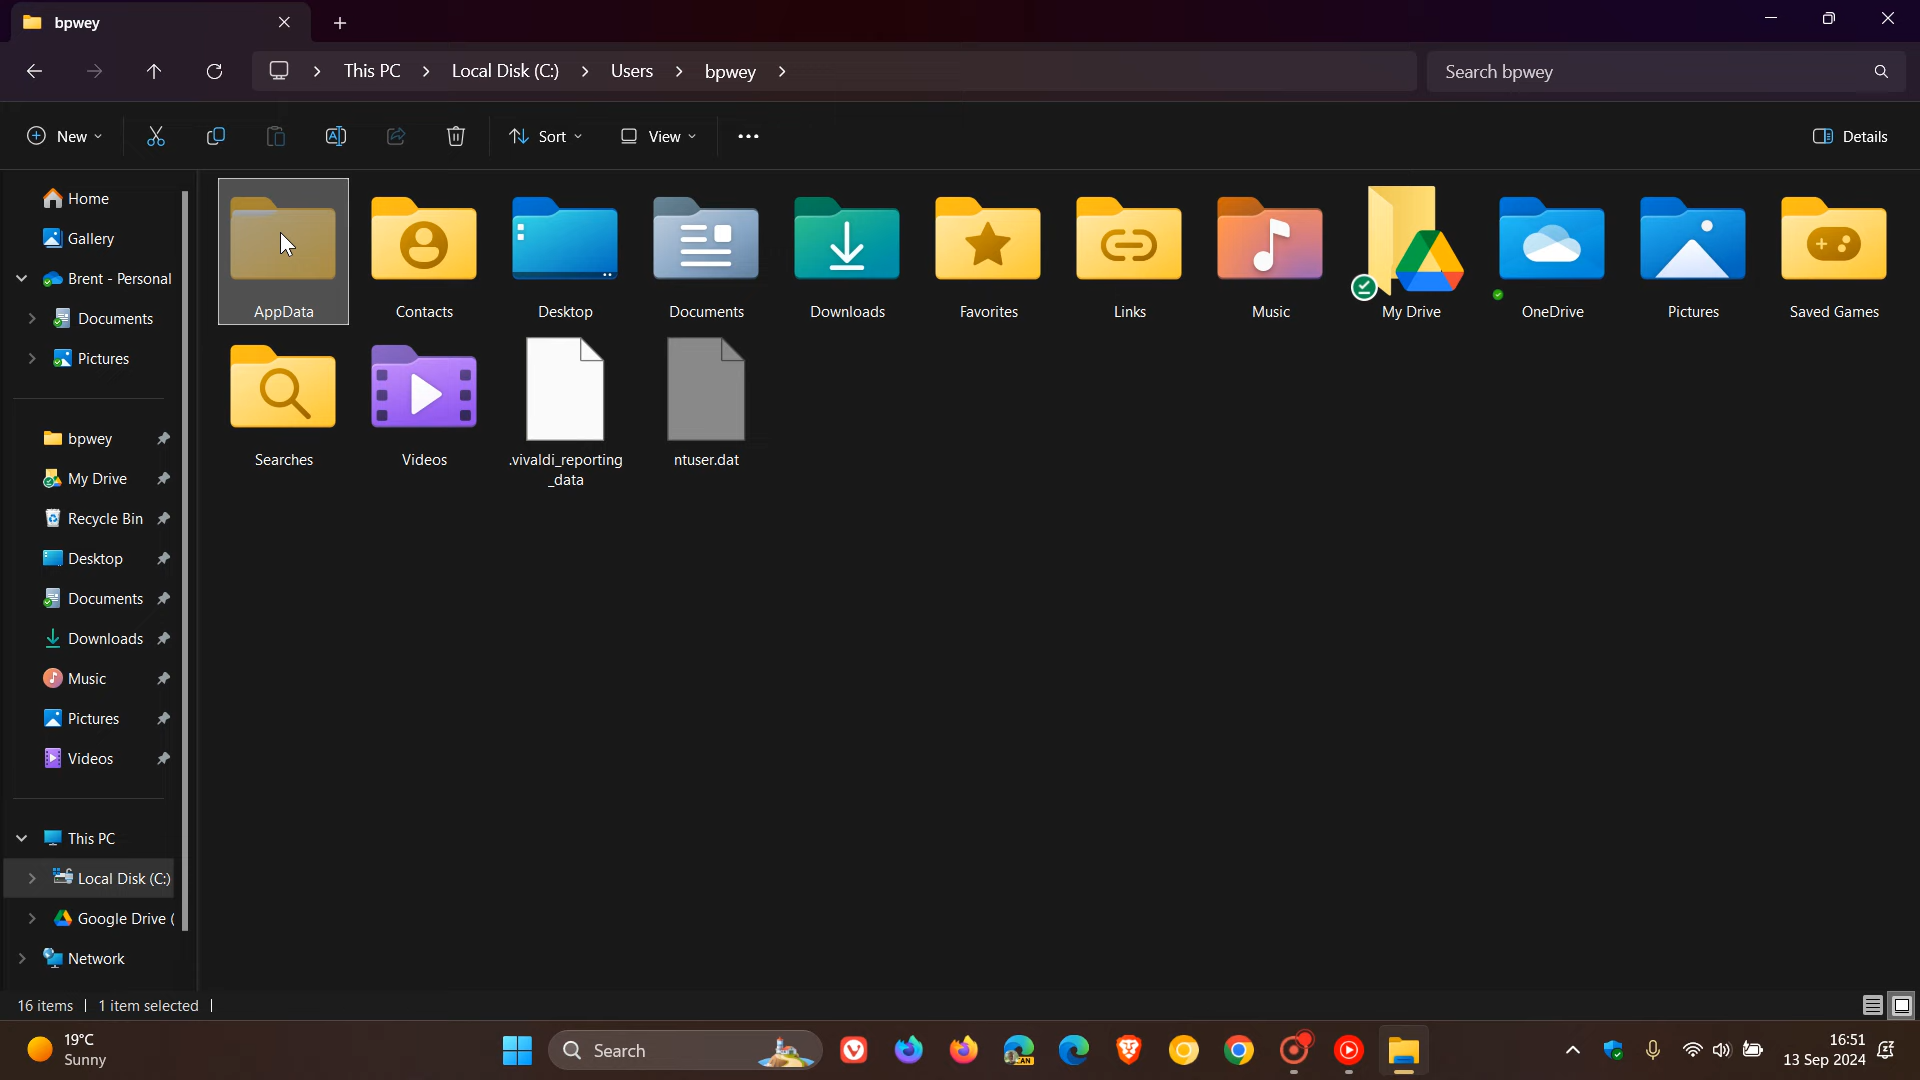 bpwey
This PC
Local Disk (C:)
Users
bpwey
Search bpwey
New
Sort
View
Details
Home
Gallery
Brent - Personal
Documents
Pictures
bpwey
My Drive
Recycle Bin
Desktop
Documents
Downloads
Music
Pictures
Videos
This PC
Local Disk (C:)
Google Drive (
Network
AppData
Contacts
Desktop
Documents
Downloads
Favorites
Links
Music
My Drive
OneDrive
Pictures
Saved Games
Searches
Videos
.vivaldi_reporting
_data
ntuser.dat
16 items
1 item selected
19°C
Sunny
Search
CAN
16:51
13 Sep 2024